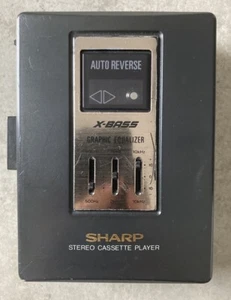 AUTO REVERSE
X-BASS
GRAPHIC EQUALIZER
SHARP
STEREO CASSETTE PLAYER